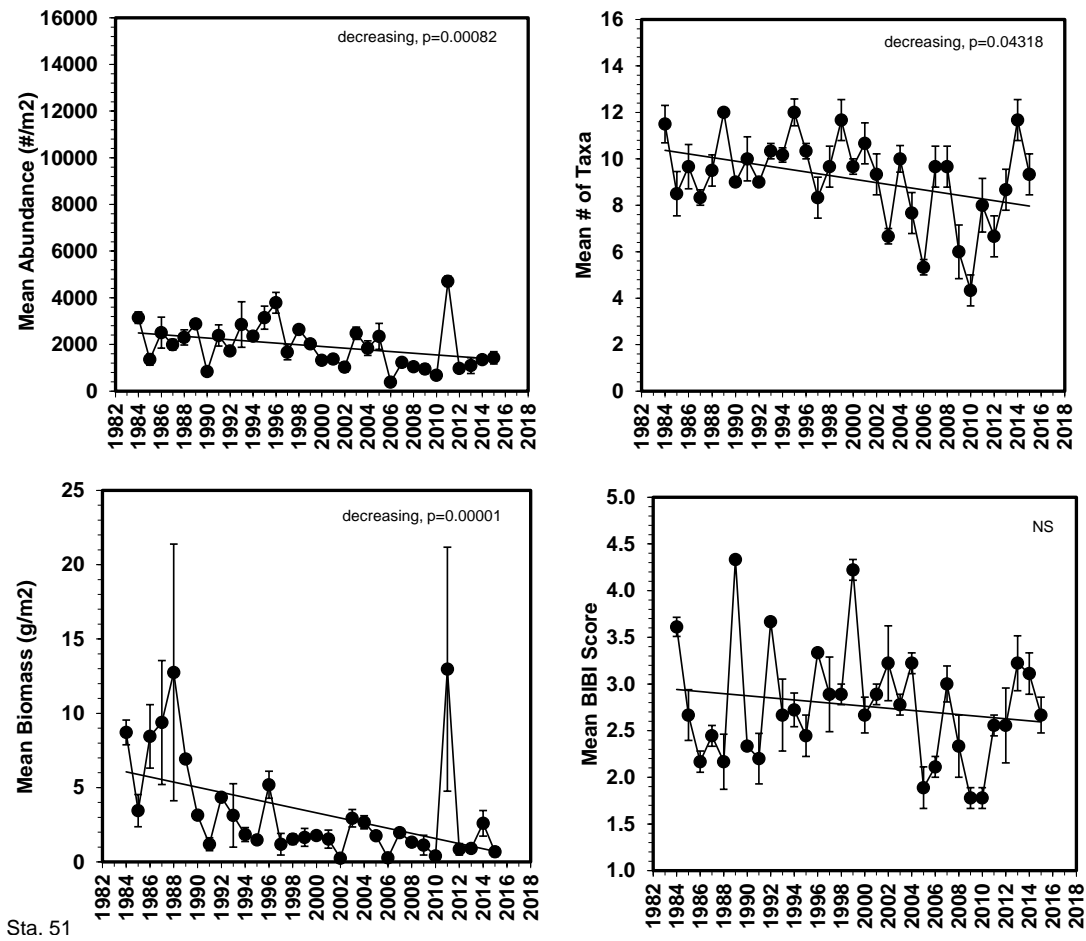 16000
14000
12000
10000
8000
6000
4000
2000
0
Mean Abundance (#/m2)
decreasing, p=0.00082
1982 1984 1986 1988 1990 1992 1994 1996 1998 2000 2002 2004 2006 2008 2010 2012 2014 2016 2018
16
14
12
10
8
6
4
2
0
Mean # of Taxa
decreasing, p=0.04318
1982 1984 1986 1988 1990 1992 1994 1996 1998 2000 2002 2004 2006 2008 2010 2012 2014 2016 2018
25
20
15
10
5
0
Mean Biomass (g/m2)
decreasing, p=0.00001
1982 1984 1986 1988 1990 1992 1994 1996 1998 2000 2002 2004 2006 2008 2010 2012 2014 2016 2018
5.0
4.5
4.0
3.5
3.0
2.5
2.0
1.5
1.0
Mean BIBI Score
NS
1982 1984 1986 1988 1990 1992 1994 1996 1998 2000 2002 2004 2006 2008 2010 2012 2014 2016 2018
Sta. 51